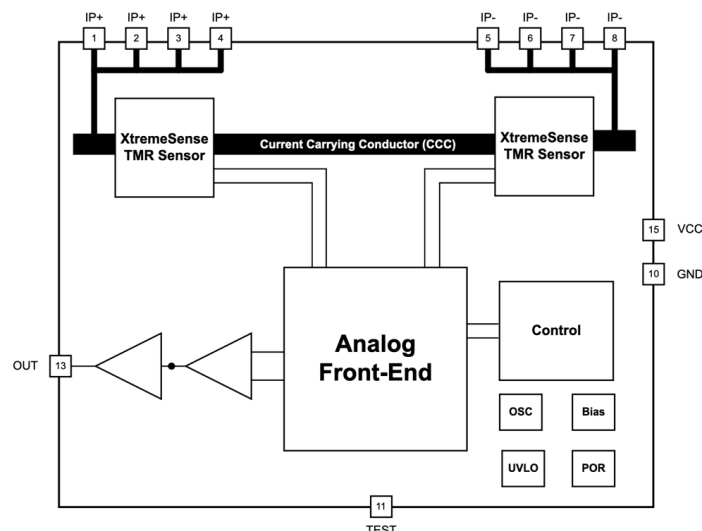 IP+ IP+ IP+ IP+ IP- IP- IP- IP-
1 2 3 4 5 6 7 8
XtremeSense
TMR Sensor
Current Carrying Conductor (CCC)
XtremeSense
TMR Sensor
15 VCC
10 GND
Analog
Front-End
Control
OUT 13
OSC Bias
UVLO POR
11
TEST